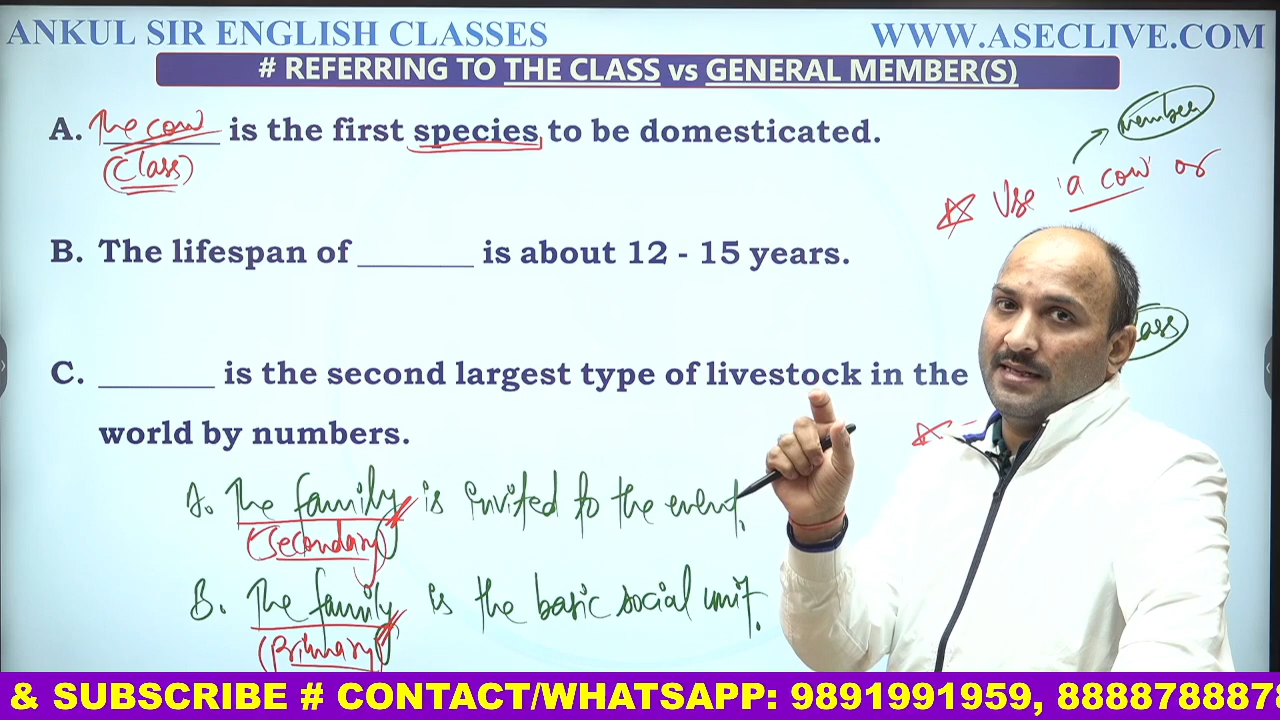 ANKUL SIR ENGLISH CLASSES
WWW.ASECLIVE.COM
# REFERRING TO THE CLASS vs GENERAL MEMBER(S)
A. The cow is the first species to be domesticated.
(Class)
member
Use 'a cow' or
B. The lifespan of _______ is about 12 - 15 years.
ass
C. _______ is the second largest type of livestock in the
world by numbers.
A. The family is invited to the event.
(Secondary)
B. The family is the basic social unit.
(Primary)
& SUBSCRIBE # CONTACT/WHATSAPP: 9891991959, 888878887